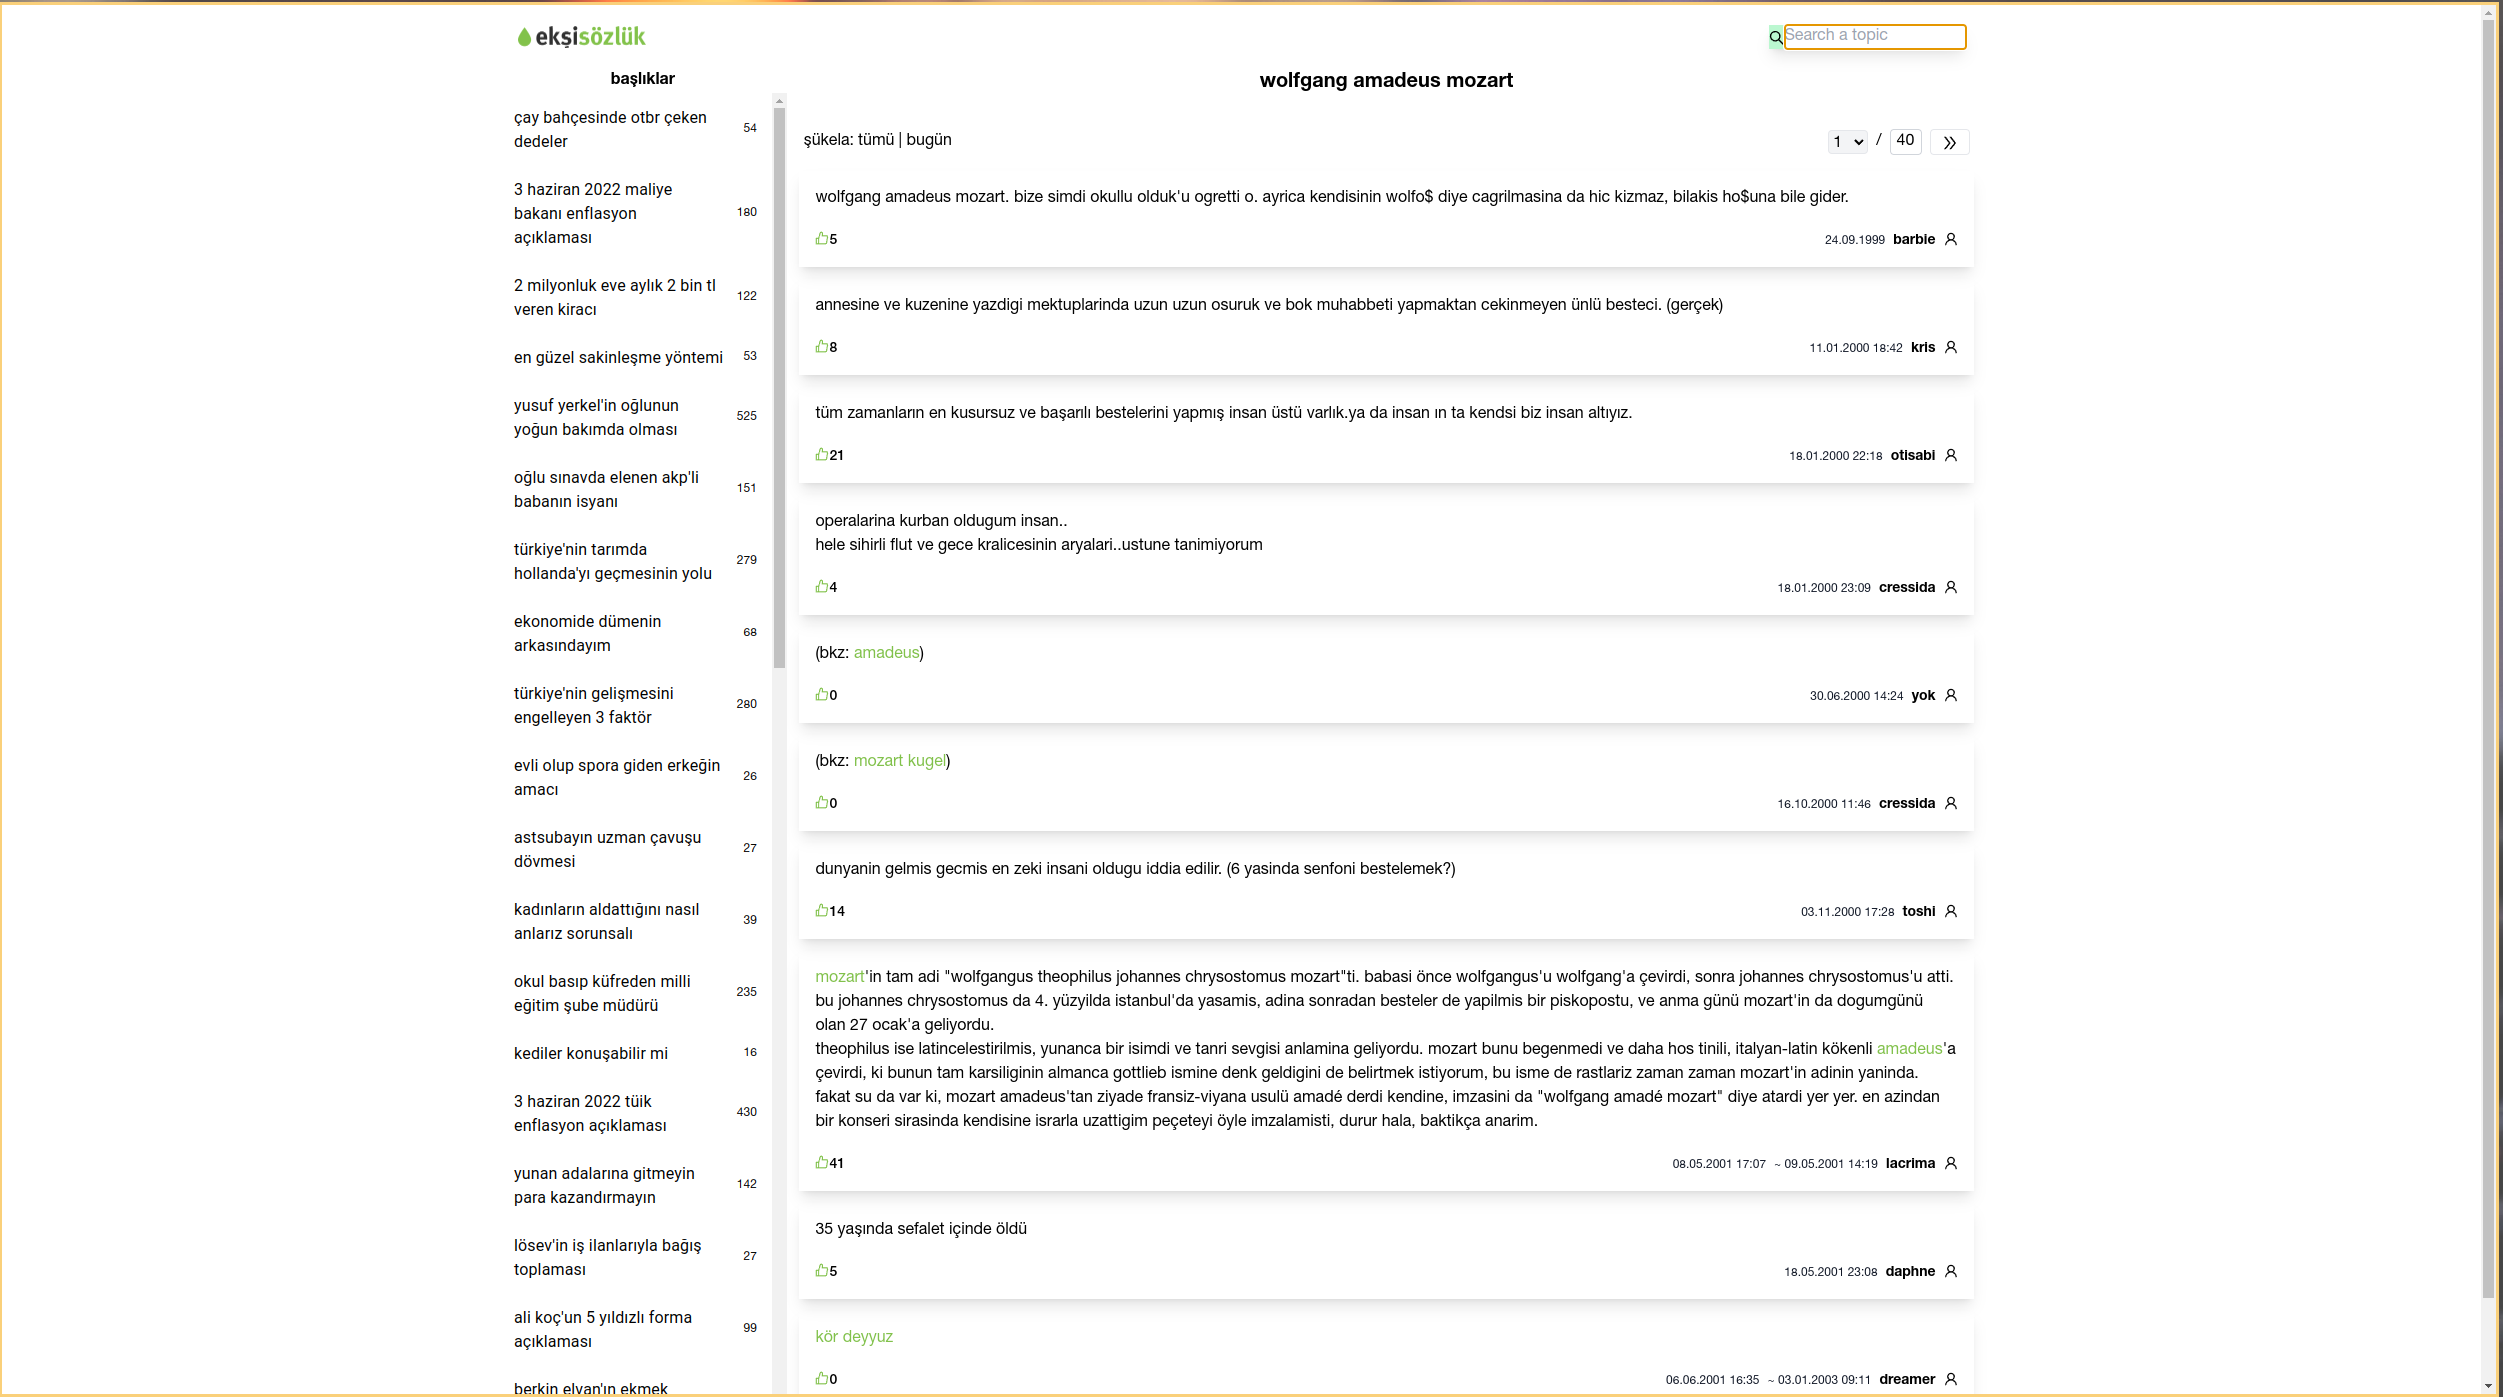 ekşisözlük
Search a topic
başlıklar
çay bahçesinde otbr çeken
dedeler
54
3 haziran 2022 maliye
bakanı enflasyon
açıklaması
180
2 milyonluk eve aylık 2 bin tl
veren kiracı
122
en güzel sakinleşme yöntemi
53
yusuf yerkel'in oğlunun
yoğun bakımda olması
525
oğlu sınavda elenen akp'li
babanın isyanı
151
türkiye'nin tarımda
hollanda'yı geçmesinin yolu
279
ekonomide dümenin
arkasındayım
68
türkiye'nin gelişmesini
engelleyen 3 faktör
280
evli olup spora giden erkeğin
amacı
26
astsubayın uzman çavuşu
dövmesi
27
kadınların aldattığını nasıl
anlarız sorunsalı
39
okul basıp küfreden milli
eğitim şube müdürü
235
kediler konuşabilir mi
16
3 haziran 2022 tüik
enflasyon açıklaması
430
yunan adalarına gitmeyin
para kazandırmayın
142
lösev'in iş ilanlarıyla bağış
toplaması
27
ali koç'un 5 yıldızlı forma
açıklaması
99
berkin elvan'ın ekmek
wolfgang amadeus mozart
şükela: tümü | bugün
1 / 40 »
wolfgang amadeus mozart. bize simdi okullu olduk'u ogretti o. ayrica kendisinin wolfo$ diye cagrilmasina da hic kizmaz, bilakis ho$una bile gider.
5
24.09.1999 barbie
annesine ve kuzenine yazdigi mektuplarinda uzun uzun osuruk ve bok muhabbeti yapmaktan cekinmeyen ünlü besteci. (gerçek)
8
11.01.2000 18:42 kris
tüm zamanların en kusursuz ve başarılı bestelerini yapmış insan üstü varlık.ya da insan ın ta kendsi biz insan altıyız.
21
18.01.2000 22:18 otisabi
operalarina kurban oldugum insan..
hele sihirli flut ve gece kralicesinin aryalari..ustune tanimiyorum
4
18.01.2000 23:09 cressida
(bkz: amadeus)
0
30.06.2000 14:24 yok
(bkz: mozart kugel)
0
16.10.2000 11:46 cressida
dunyanin gelmis gecmis en zeki insani oldugu iddia edilir. (6 yasinda senfoni bestelemek?)
14
03.11.2000 17:28 toshi
mozart'in tam adi "wolfgangus theophilus johannes chrysostomus mozart"ti. babasi önce wolfgangus'u wolfgang'a çevirdi, sonra johannes chrysostomus'u atti.
bu johannes chrysostomus da 4. yüzyilda istanbul'da yasamis, adina sonradan besteler de yapilmis bir piskopostu, ve anma günü mozart'in da dogumgünü
olan 27 ocak'a geliyordu.
theophilus ise latincelestirilmis, yunanca bir isimdi ve tanri sevgisi anlamina geliyordu. mozart bunu begenmedi ve daha hos tinili, italyan-latin kökenli amadeus'a
çevirdi, ki bunun tam karsiliginin almanca gottlieb ismine denk geldigini de belirtmek istiyorum, bu isme de rastlariz zaman zaman mozart'in adinin yaninda.
fakat su da var ki, mozart amadeus'tan ziyade fransiz-viyana usulü amadé derdi kendine, imzasini da "wolfgang amadé mozart" diye atardi yer yer. en azindan
bir konseri sirasinda kendisine israrla uzattigim peçeteyi öyle imzalamisti, durur hala, baktikça anarim.
41
08.05.2001 17:07 ~ 09.05.2001 14:19 lacrima
35 yaşında sefalet içinde öldü
5
18.05.2001 23:08 daphne
kör deyyuz
0
06.06.2001 16:35 ~ 03.01.2003 09:11 dreamer